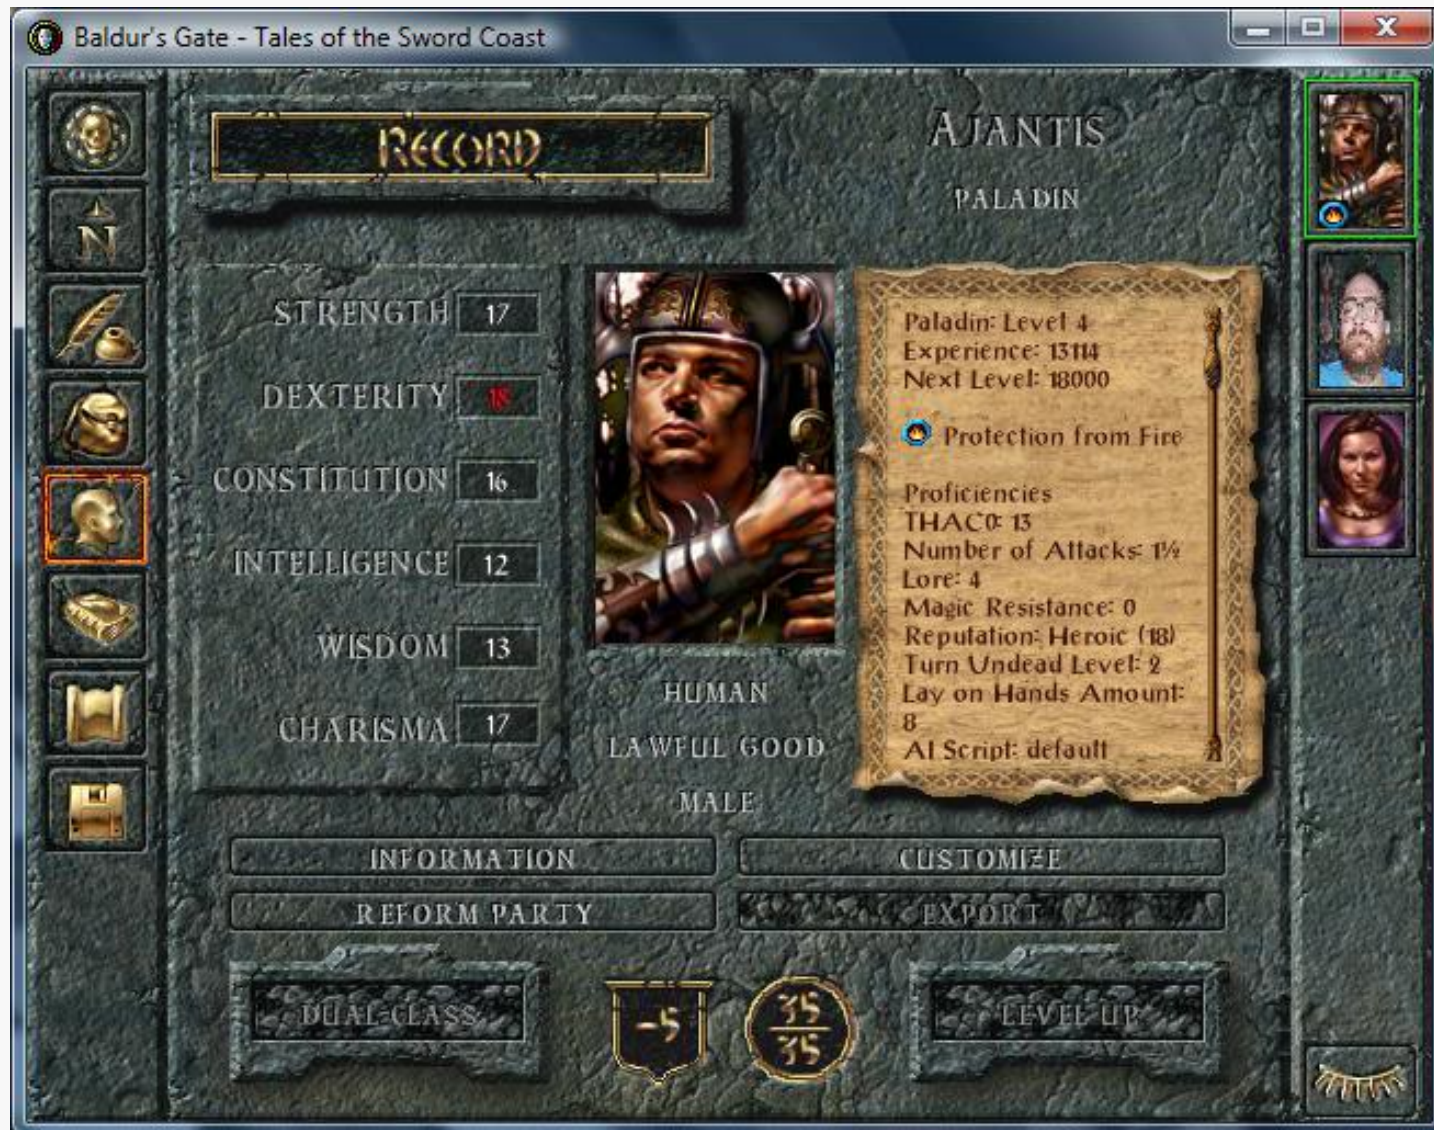 Baldur's Gate - Tales of the Sword Coast
RECORD
AJANTIS
PALADIN
N
STRENGTH 17
DEXTERITY 18
CONSTITUTION 16
INTELLIGENCE 12
WISDOM 13
CHARISMA 17
HUMAN
LAWFUL GOOD
MALE
Paladin: Level 4
Experience: 13114
Next Level: 18000
Protection from Fire
Proficiencies
THAC0: 13
Number of Attacks: 1½
Lore: 4
Magic Resistance: 0
Reputation: Heroic (18)
Turn Undead Level: 2
Lay on Hands Amount:
8
AI Script: default
INFORMATION
CUSTOMIZE
REFORM PARTY
EXPORT
DUAL-CLASS
-5
35
35
LEVEL UP